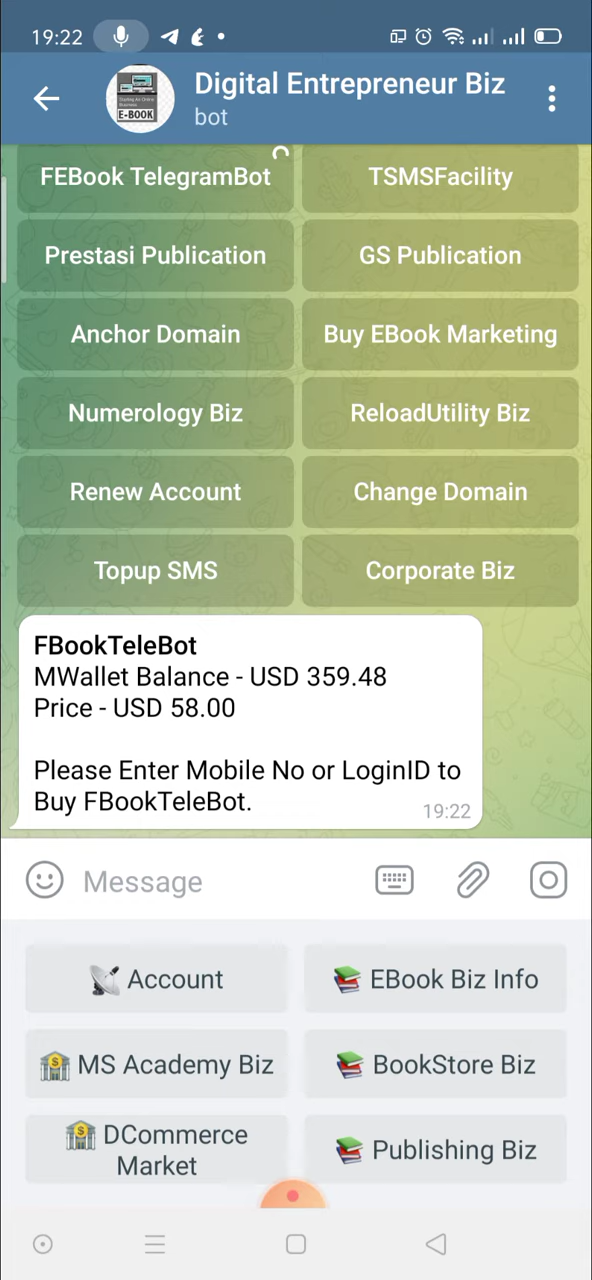 19:22
Digital Entrepreneur Biz
bot
E-BOOK
FEBook TelegramBot
TSMSFacility
Prestasi Publication
GS Publication
Anchor Domain
Buy EBook Marketing
Numerology Biz
ReloadUtility Biz
Renew Account
Change Domain
Topup SMS
Corporate Biz
FBookTeleBot
MWallet Balance - USD 359.48
Price - USD 58.00
Please Enter Mobile No or LoginID to
Buy FBookTeleBot.
19:22
Message
Account
EBook Biz Info
MS Academy Biz
BookStore Biz
DCommerce
Market
Publishing Biz